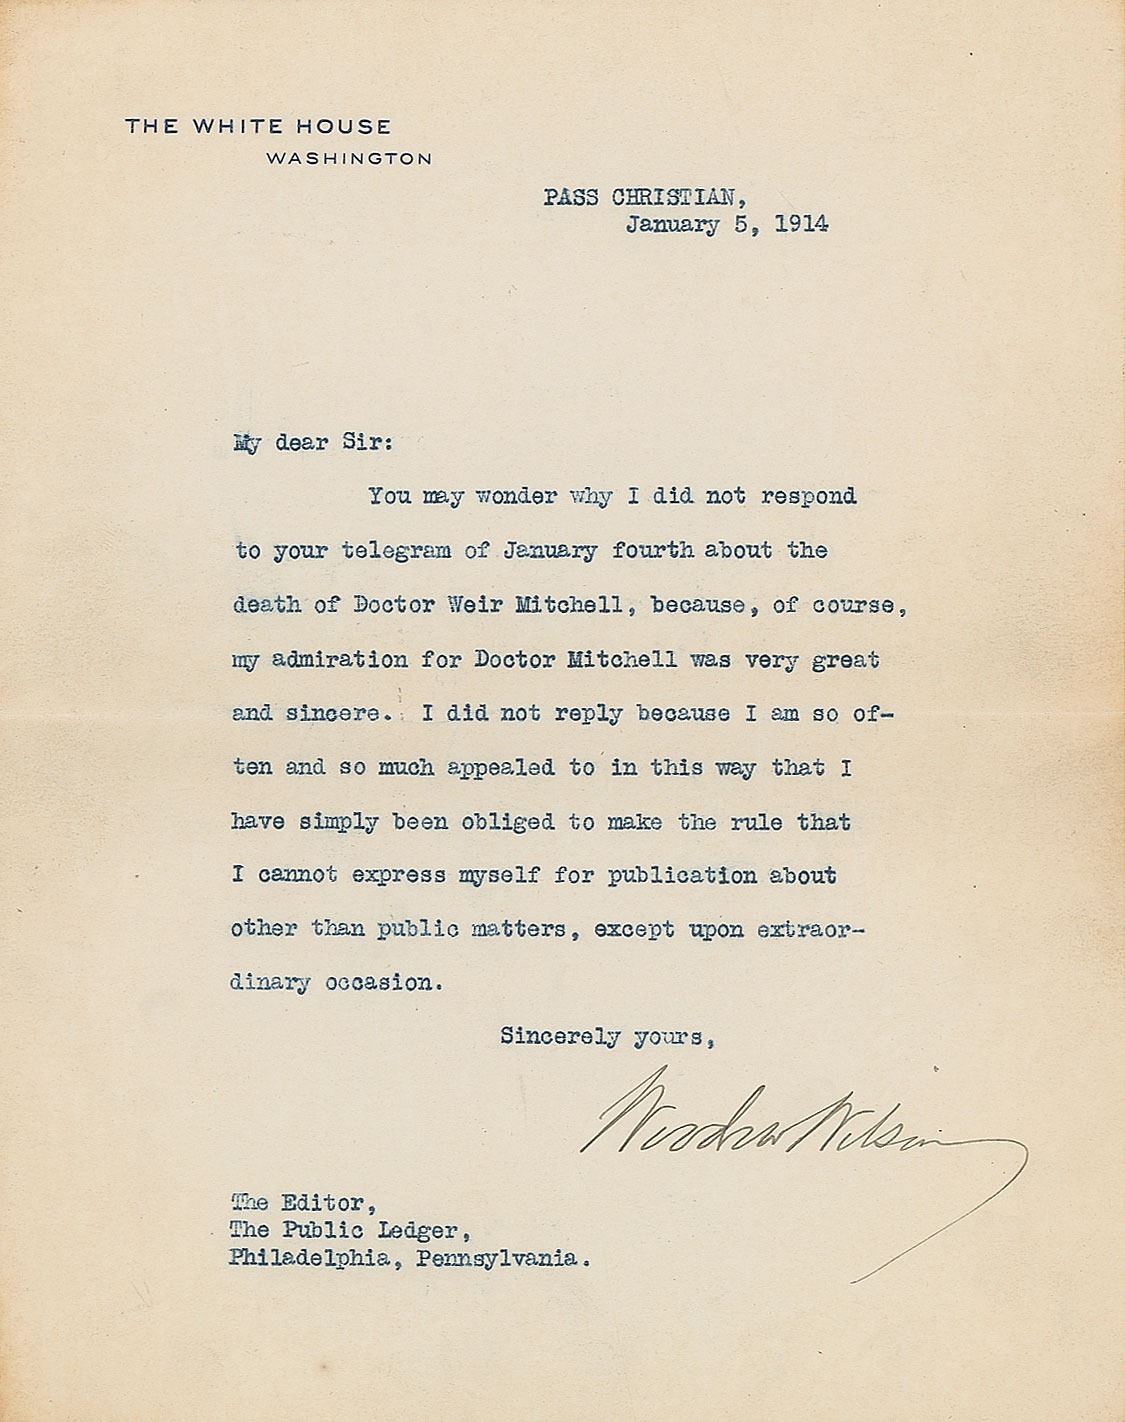 THE WHITE HOUSE
WASHINGTON
PASS CHRISTIAN,
January 5, 1914
My dear Sir:
You may wonder why I did not respond
to your telegram of January fourth about the
death of Doctor Weir Mitchell, because, of course,
my admiration for Doctor Mitchell was very great
and sincere. I did not reply because I am so of-
ten and so much appealed to in this way that I
have simply been obliged to make the rule that
I cannot express myself for publication about
other than public matters, except upon extraor-
dinary occasion.
Sincerely yours,
Woodrow Wilson
The Editor,
The Public Ledger,
Philadelphia, Pennsylvania.